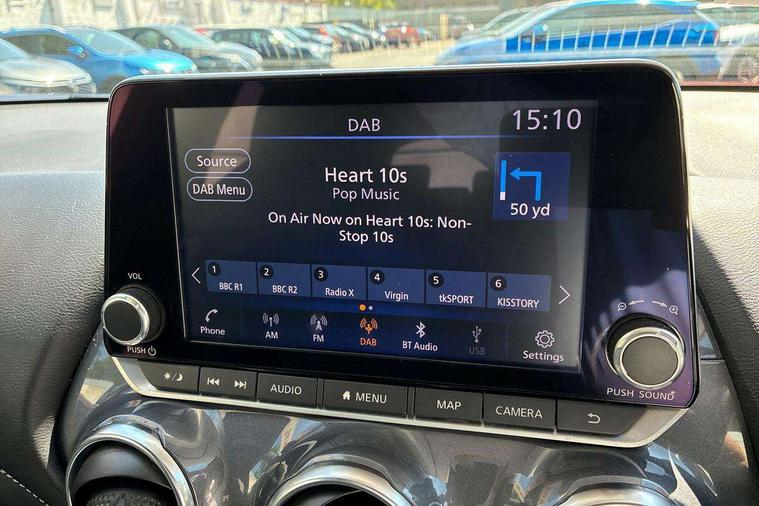 DAB
15:10
Source
DAB Menu
Heart 10s
Pop Music
50 yd
On Air Now on Heart 10s: Non-
Stop 10s
1 BBC R1
2 BBC R2
3 Radio X
4 Virgin
5 tkSPORT
6 KISSTORY
Phone
AM
FM
DAB
BT Audio
USB
Settings
VOL
PUSH
PUSH SOUND
AUDIO
MENU
MAP
CAMERA